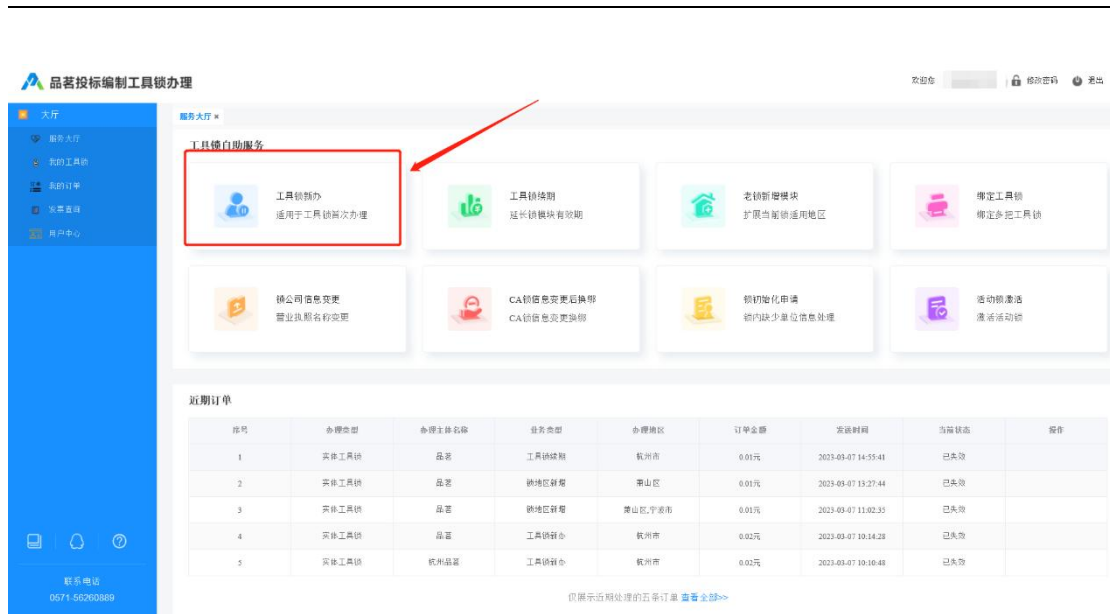 品茗投标编制工具锁办理
欢迎您 修改密码 退出
大厅
服务大厅
我的工具锁
我的订单
发票查询
用户中心
服务大厅 ×
工具锁自助服务
工具锁新办
适用于工具锁首次办理
工具锁续期
延长锁模块有效期
老锁新增模块
扩展当前锁适用地区
绑定工具锁
绑定多把工具锁
锁公司信息变更
营业执照名称变更
CA锁信息变更后换绑
CA锁信息变更换绑
锁初始化申请
锁内缺少单位信息处理
活动锁激活
激活活动锁
近期订单
序号 办理类型 办理主体名称 业务类型 办理地区 订单金额 发送时间 当前状态 操作
1 实体工具锁 品茗 工具锁续期 杭州市 0.01元 2023-03-07 14:55:41 已失效
2 实体工具锁 品茗 锁地区新增 萧山区 0.01元 2023-03-07 13:27:44 已失效
3 实体工具锁 品茗 锁地区新增 萧山区,宁波市 0.01元 2023-03-07 11:02:35 已失效
4 实体工具锁 品茗 工具锁新办 杭州市 0.02元 2023-03-07 10:14:28 已失效
5 实体工具锁 杭州品茗 工具锁新办 杭州市 0.02元 2023-03-07 10:10:48 已失效
仅展示近期处理的五条订单 查看全部>>
联系电话
0571-56260889